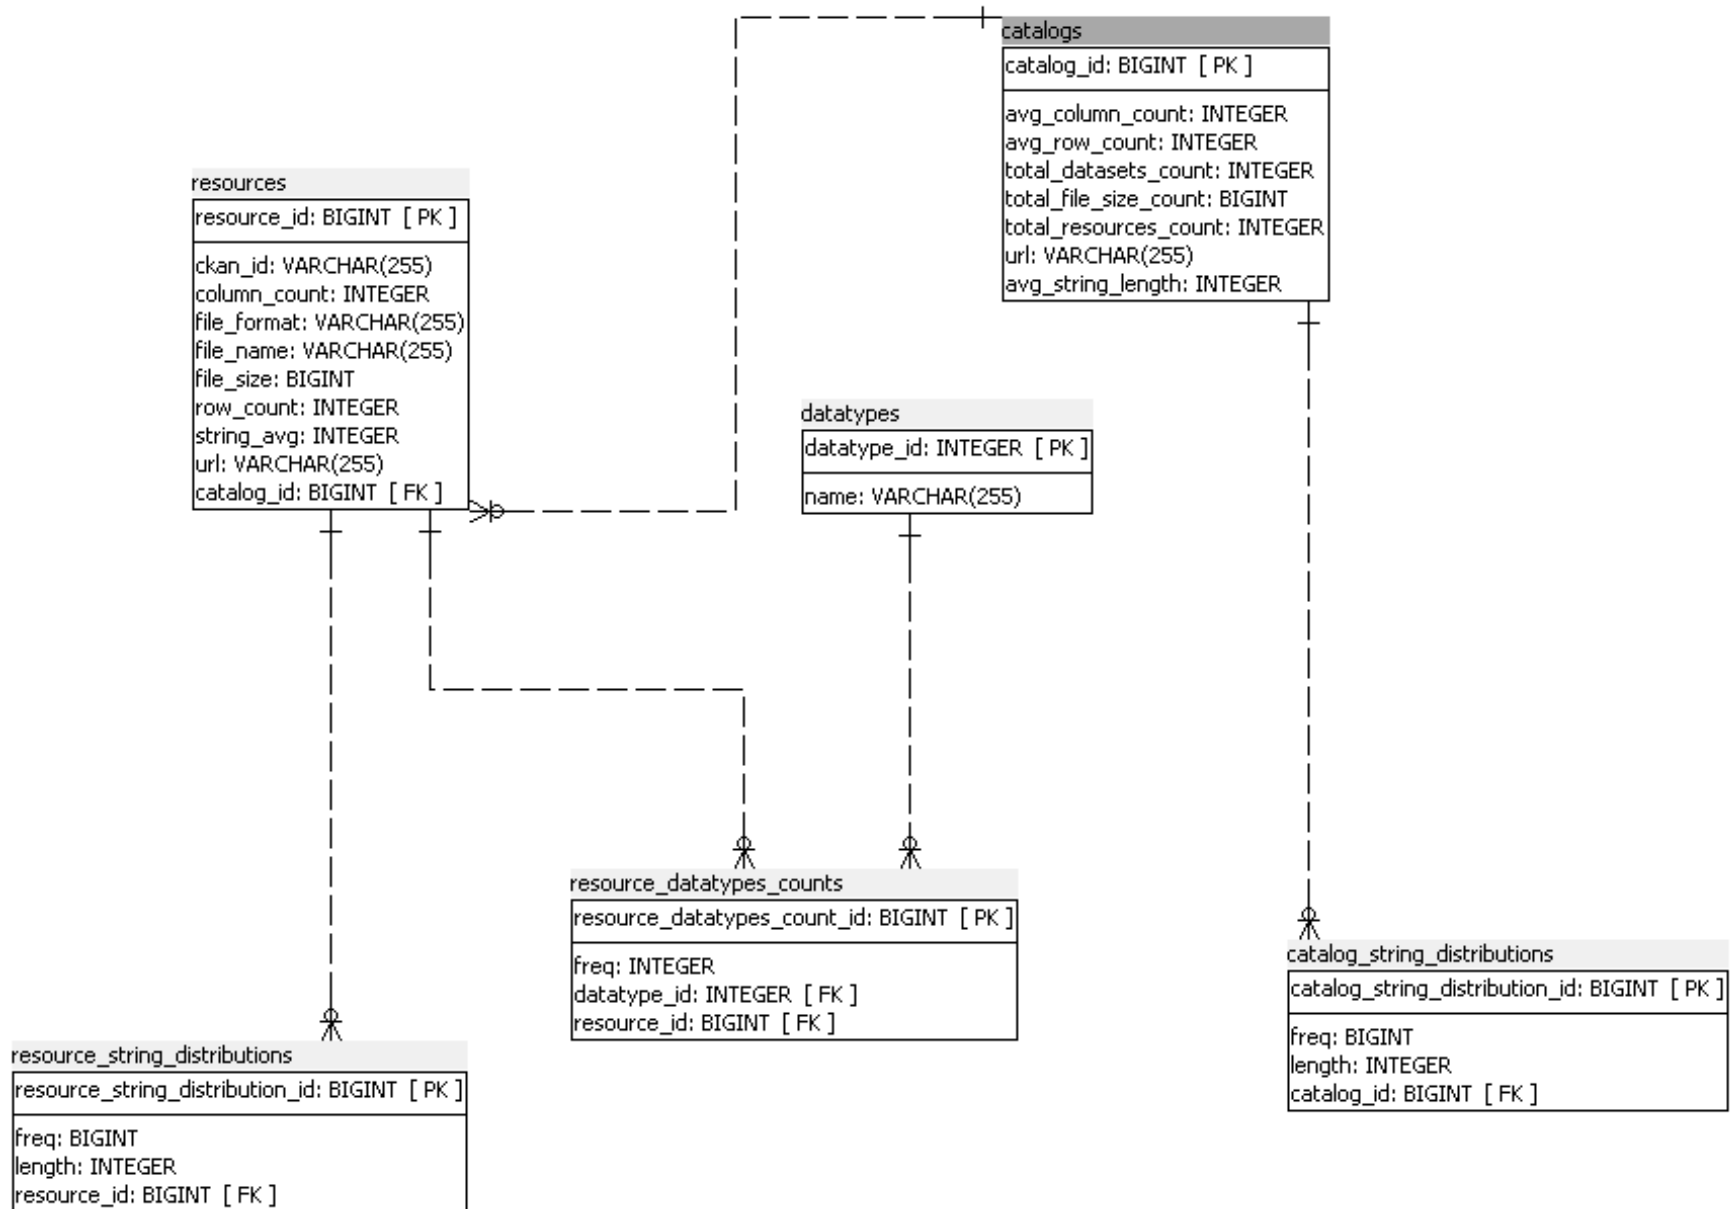 catalogs
catalog_id: BIGINT [ PK ]
avg_column_count: INTEGER
avg_row_count: INTEGER
total_datasets_count: INTEGER
total_file_size_count: BIGINT
total_resources_count: INTEGER
url: VARCHAR(255)
avg_string_length: INTEGER
resources
resource_id: BIGINT [ PK ]
ckan_id: VARCHAR(255)
column_count: INTEGER
file_format: VARCHAR(255)
file_name: VARCHAR(255)
file_size: BIGINT
row_count: INTEGER
string_avg: INTEGER
url: VARCHAR(255)
catalog_id: BIGINT [ FK ]
datatypes
datatype_id: INTEGER [ PK ]
name: VARCHAR(255)
resource_datatypes_counts
resource_datatypes_count_id: BIGINT [ PK ]
freq: INTEGER
datatype_id: INTEGER [ FK ]
resource_id: BIGINT [ FK ]
catalog_string_distributions
catalog_string_distribution_id: BIGINT [ PK ]
freq: BIGINT
length: INTEGER
catalog_id: BIGINT [ FK ]
resource_string_distributions
resource_string_distribution_id: BIGINT [ PK ]
freq: BIGINT
length: INTEGER
resource_id: BIGINT [ FK ]